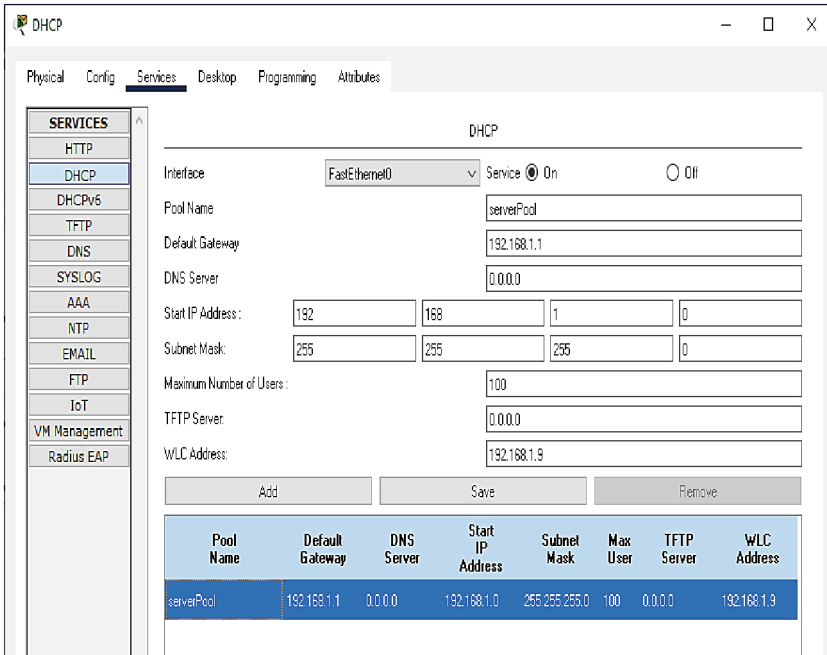 DHCP
Physical Config Services Desktop Programming Attributes
SERVICES
HTTP
DHCP
DHCPv6
TFTP
DNS
SYSLOG
AAA
NTP
EMAIL
FTP
IoT
VM Management
Radius EAP
DHCP
Interface FastEthernet0 Service On Off
Pool Name serverPool
Default Gateway 192.168.1.1
DNS Server 0.0.0.0
Start IP Address : 192 168 1 0
Subnet Mask: 255 255 255 0
Maximum Number of Users : 100
TFTP Server: 0.0.0.0
WLC Address: 192.168.1.9
Add Save Remove
Pool Name Default Gateway DNS Server Start IP Address Subnet Mask Max User TFTP Server WLC Address
serverPool 192.168.1.1 0.0.0.0 192.168.1.0 255.255.255.0 100 0.0.0.0 192.168.1.9